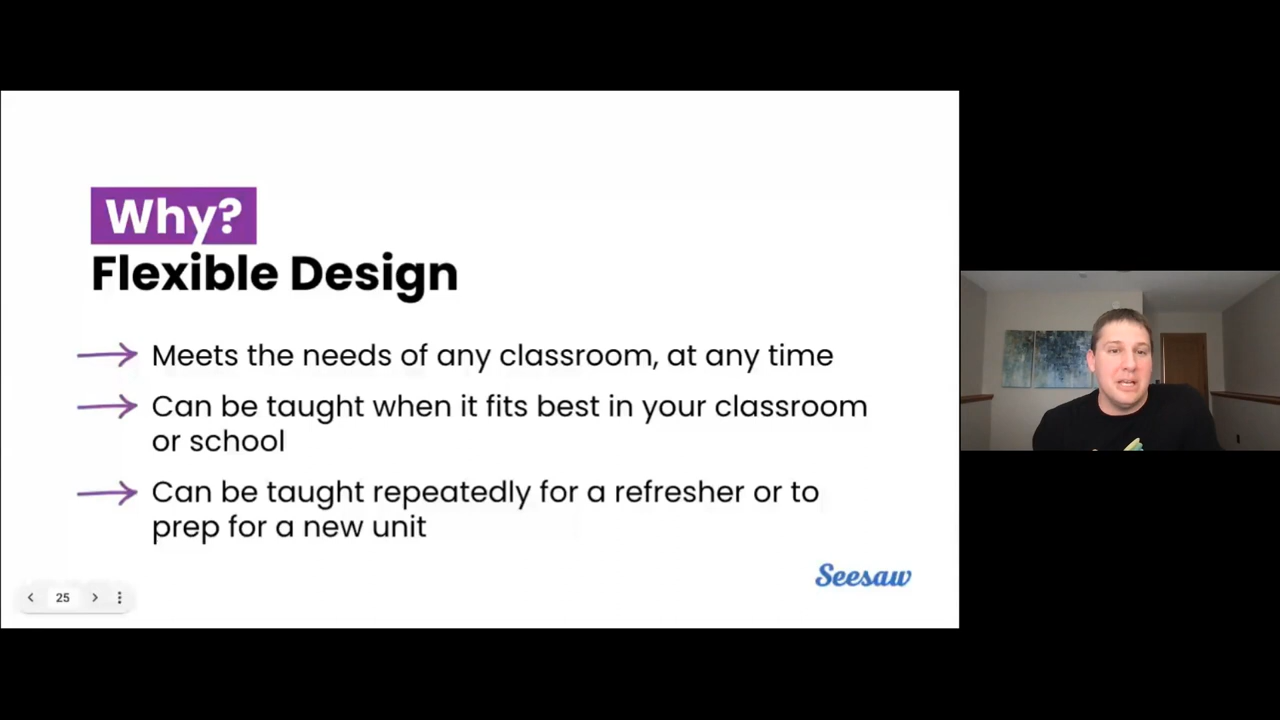 Why?
Flexible Design
Meets the needs of any classroom, at any time
Can be taught when it fits best in your classroom
or school
Can be taught repeatedly for a refresher or to
prep for a new unit
Seesaw
25